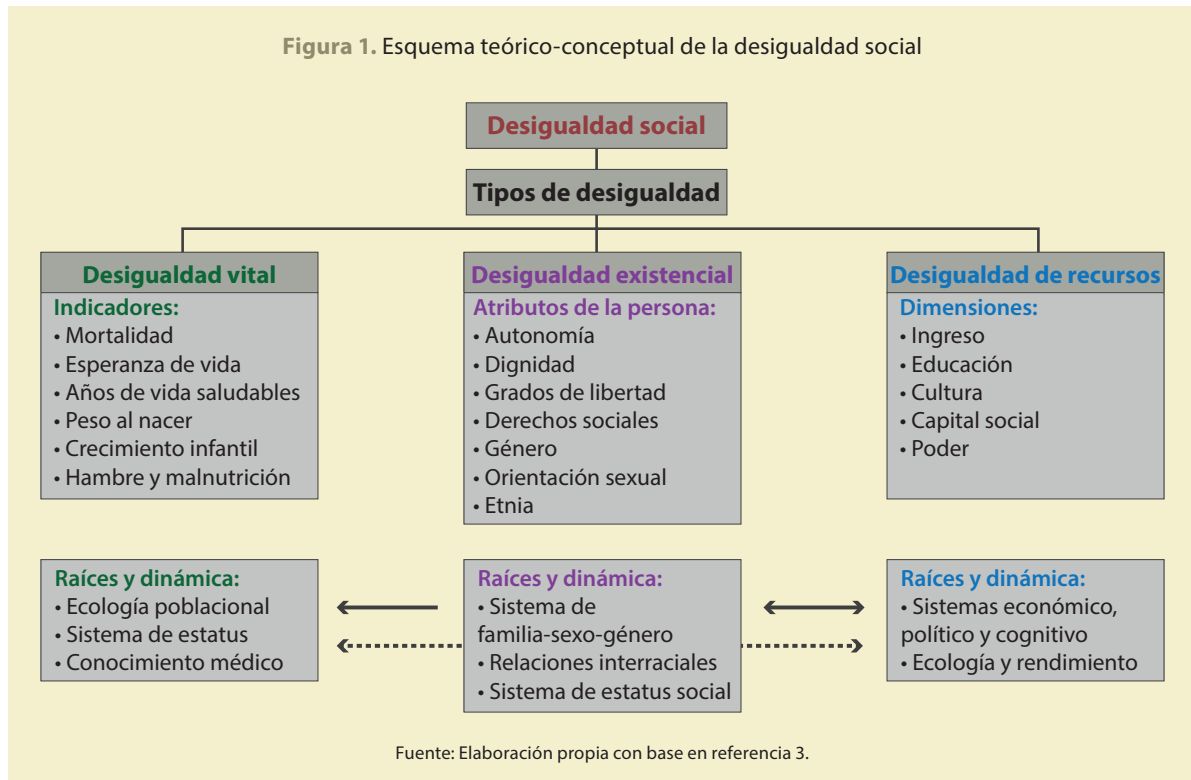 Figura 1. Esquema teórico-conceptual de la desigualdad social
Desigualdad social
Tipos de desigualdad
Desigualdad vital
Indicadores:
• Mortalidad
• Esperanza de vida
• Años de vida saludables
• Peso al nacer
• Crecimiento infantil
• Hambre y malnutrición
Desigualdad existencial
Atributos de la persona:
• Autonomía
• Dignidad
• Grados de libertad
• Derechos sociales
• Género
• Orientación sexual
• Etnia
Desigualdad de recursos
Dimensiones:
• Ingreso
• Educación
• Cultura
• Capital social
• Poder
Raíces y dinámica:
• Ecología poblacional
• Sistema de estatus
• Conocimiento médico
Raíces y dinámica:
• Sistema de
familia-sexo-género
• Relaciones interraciales
• Sistema de estatus social
Raíces y dinámica:
• Sistemas económico,
político y cognitivo
• Ecología y rendimiento
Fuente: Elaboración propia con base en referencia 3.